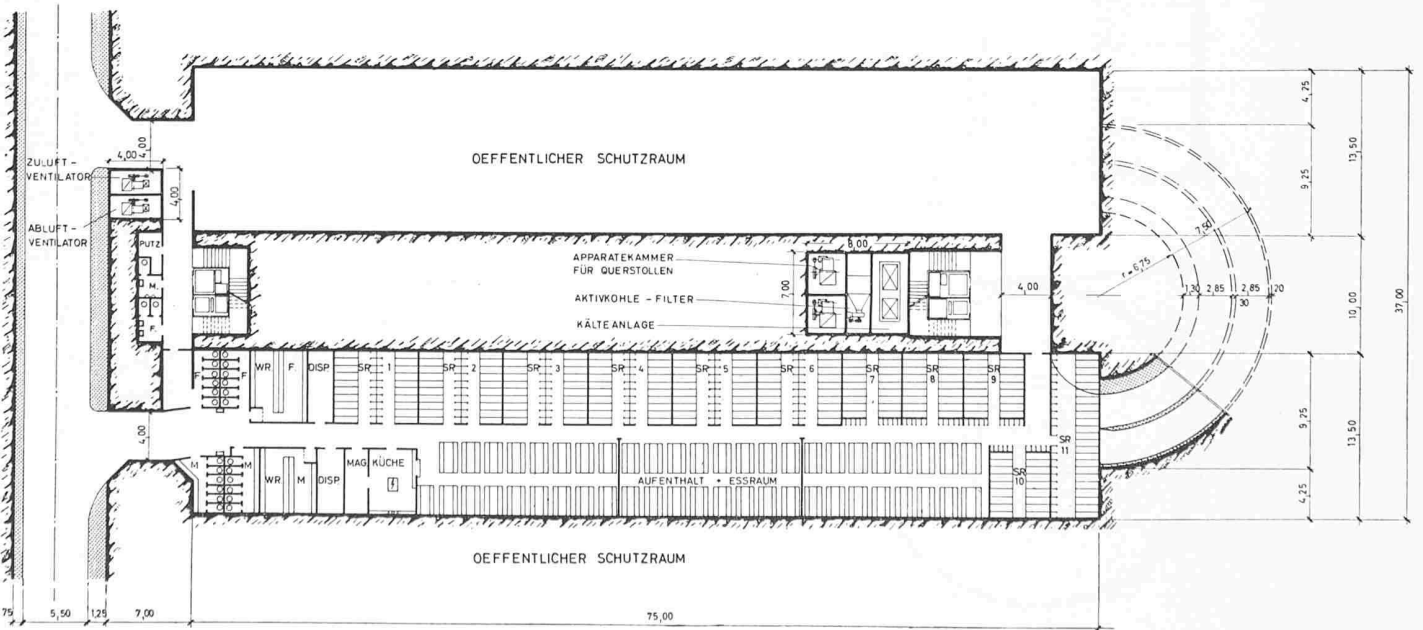 OEFFENTLICHER SCHUTZRAUM
ZULUFT -
VENTILATOR
4,00
4,00
4,00
ABLUFT -
VENTILATOR
PUTZ
M.
F.
APPARATEKAMMER
FÜR QUERSTOLLEN
AKTIVKOHLE - FILTER
KÄLTEANLAGE
8,00
7,00
4,00
r = 6,75
7,50
1,30
2,85
30
2,85
20
4,25
9,25
13,50
10,00
37,00
9,25
13,50
4,25
F
F
WR.
F.
DISP.
SR 1
SR 2
SR 3
SR 4
SR 5
SR 6
SR
7
SR
8
SR
9
4,00
M
M
WR.
M
DISP.
MAG.
KÜCHE
AUFENTHALT + ESSRAUM
SR
10
SR
11
OEFFENTLICHER SCHUTZRAUM
75
5,50
1,25
7,00
75,00